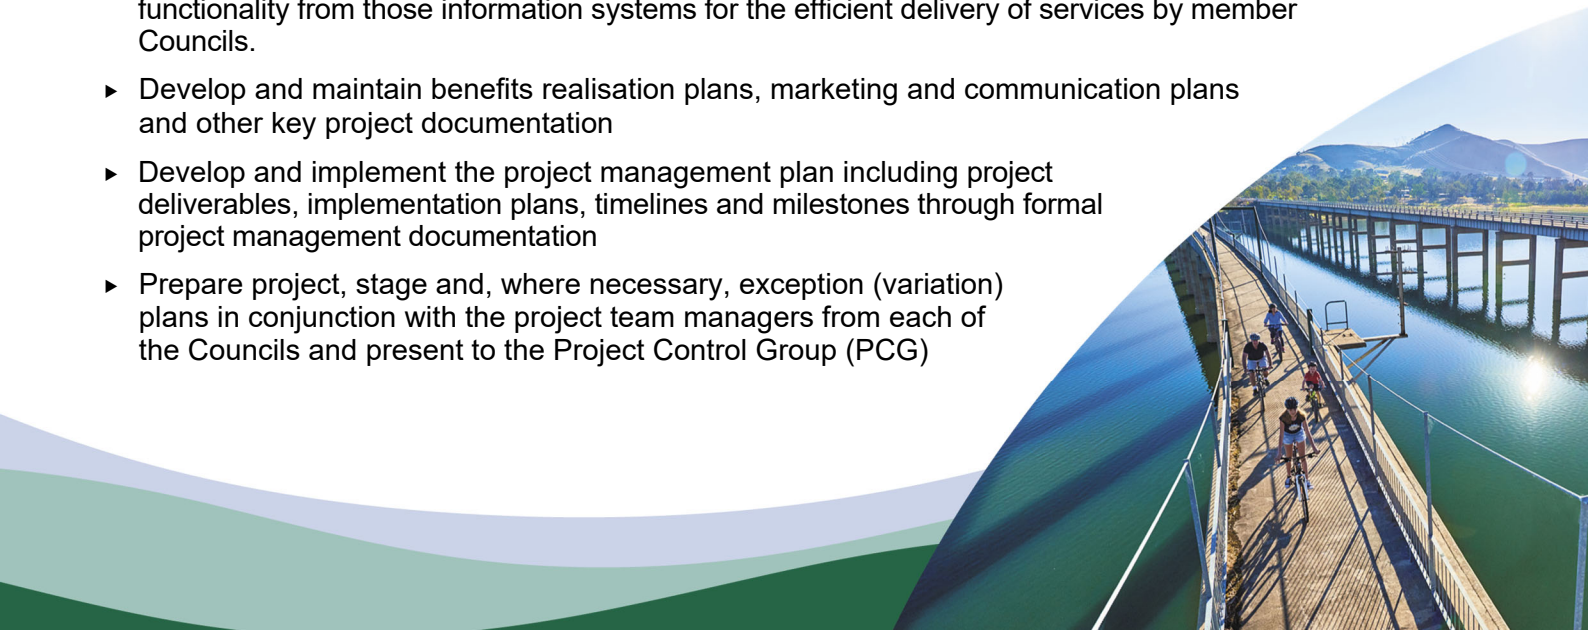 functionality from those information systems for the efficient delivery of services by member
Councils.
▶ Develop and maintain benefits realisation plans, marketing and communication plans
and other key project documentation
▶ Develop and implement the project management plan including project
deliverables, implementation plans, timelines and milestones through formal
project management documentation
▶ Prepare project, stage and, where necessary, exception (variation)
plans in conjunction with the project team managers from each of
the Councils and present to the Project Control Group (PCG)